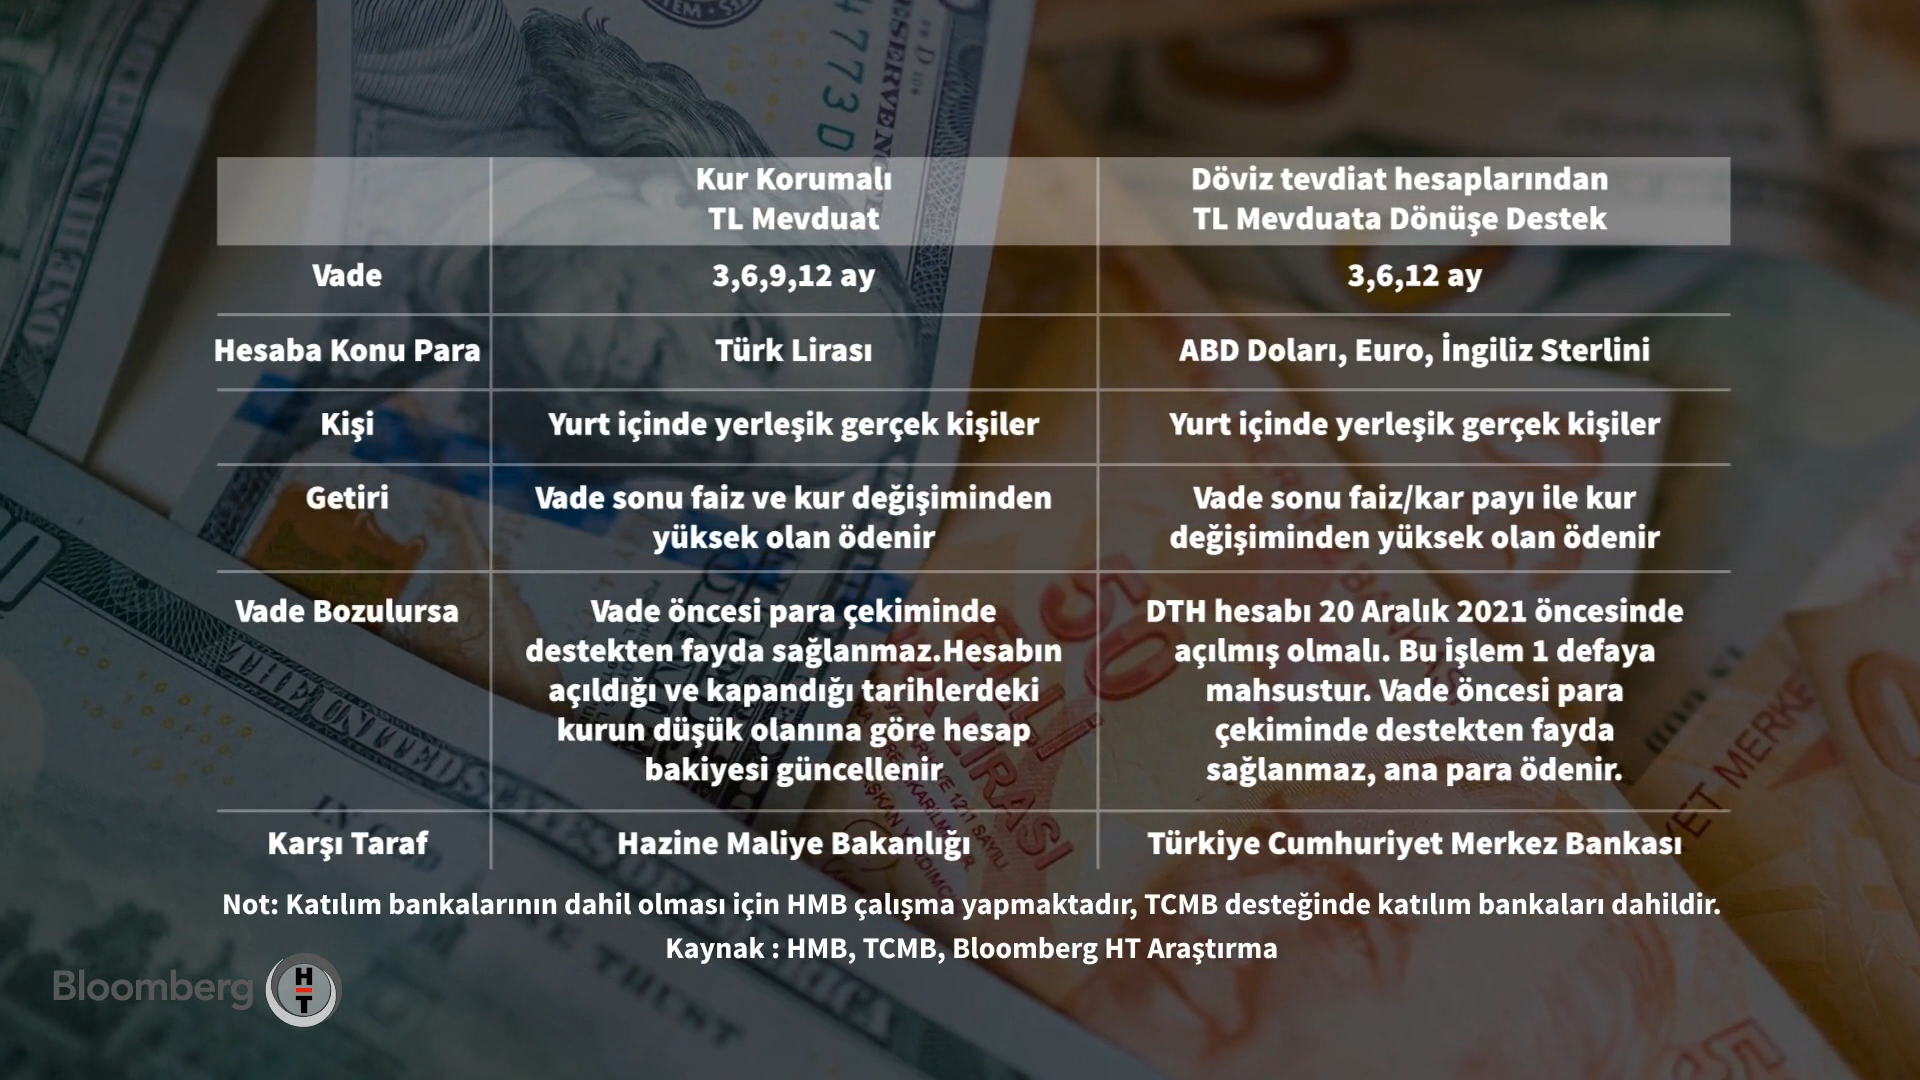 Kur Korumalı
TL Mevduat
Döviz tevdiat hesaplarından
TL Mevduata Dönüşe Destek
Vade
3,6,9,12 ay
3,6,12 ay
Hesaba Konu Para
Türk Lirası
ABD Doları, Euro, İngiliz Sterlini
Kişi
Yurt içinde yerleşik gerçek kişiler
Yurt içinde yerleşik gerçek kişiler
Getiri
Vade sonu faiz ve kur değişiminden
yüksek olan ödenir
Vade sonu faiz/kar payı ile kur
değişiminden yüksek olan ödenir
Vade Bozulursa
Vade öncesi para çekiminde
destekten fayda sağlanmaz.Hesabın
açıldığı ve kapandığı tarihlerdeki
kurun düşük olanına göre hesap
bakiyesi güncellenir
DTH hesabı 20 Aralık 2021 öncesinde
açılmış olmalı. Bu işlem 1 defaya
mahsustur. Vade öncesi para
çekiminde destekten fayda
sağlanmaz, ana para ödenir.
Karşı Taraf
Hazine Maliye Bakanlığı
Türkiye Cumhuriyet Merkez Bankası
Not: Katılım bankalarının dahil olması için HMB çalışma yapmaktadır, TCMB desteğinde katılım bankaları dahildir.
Kaynak : HMB, TCMB, Bloomberg HT Araştırma
Bloomberg HT